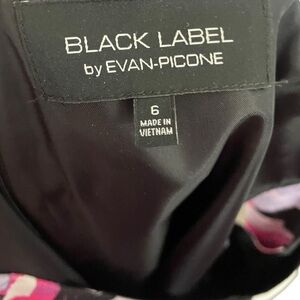 BLACK LABEL
by EVAN-PICONE
6
MADE IN
VIETNAM